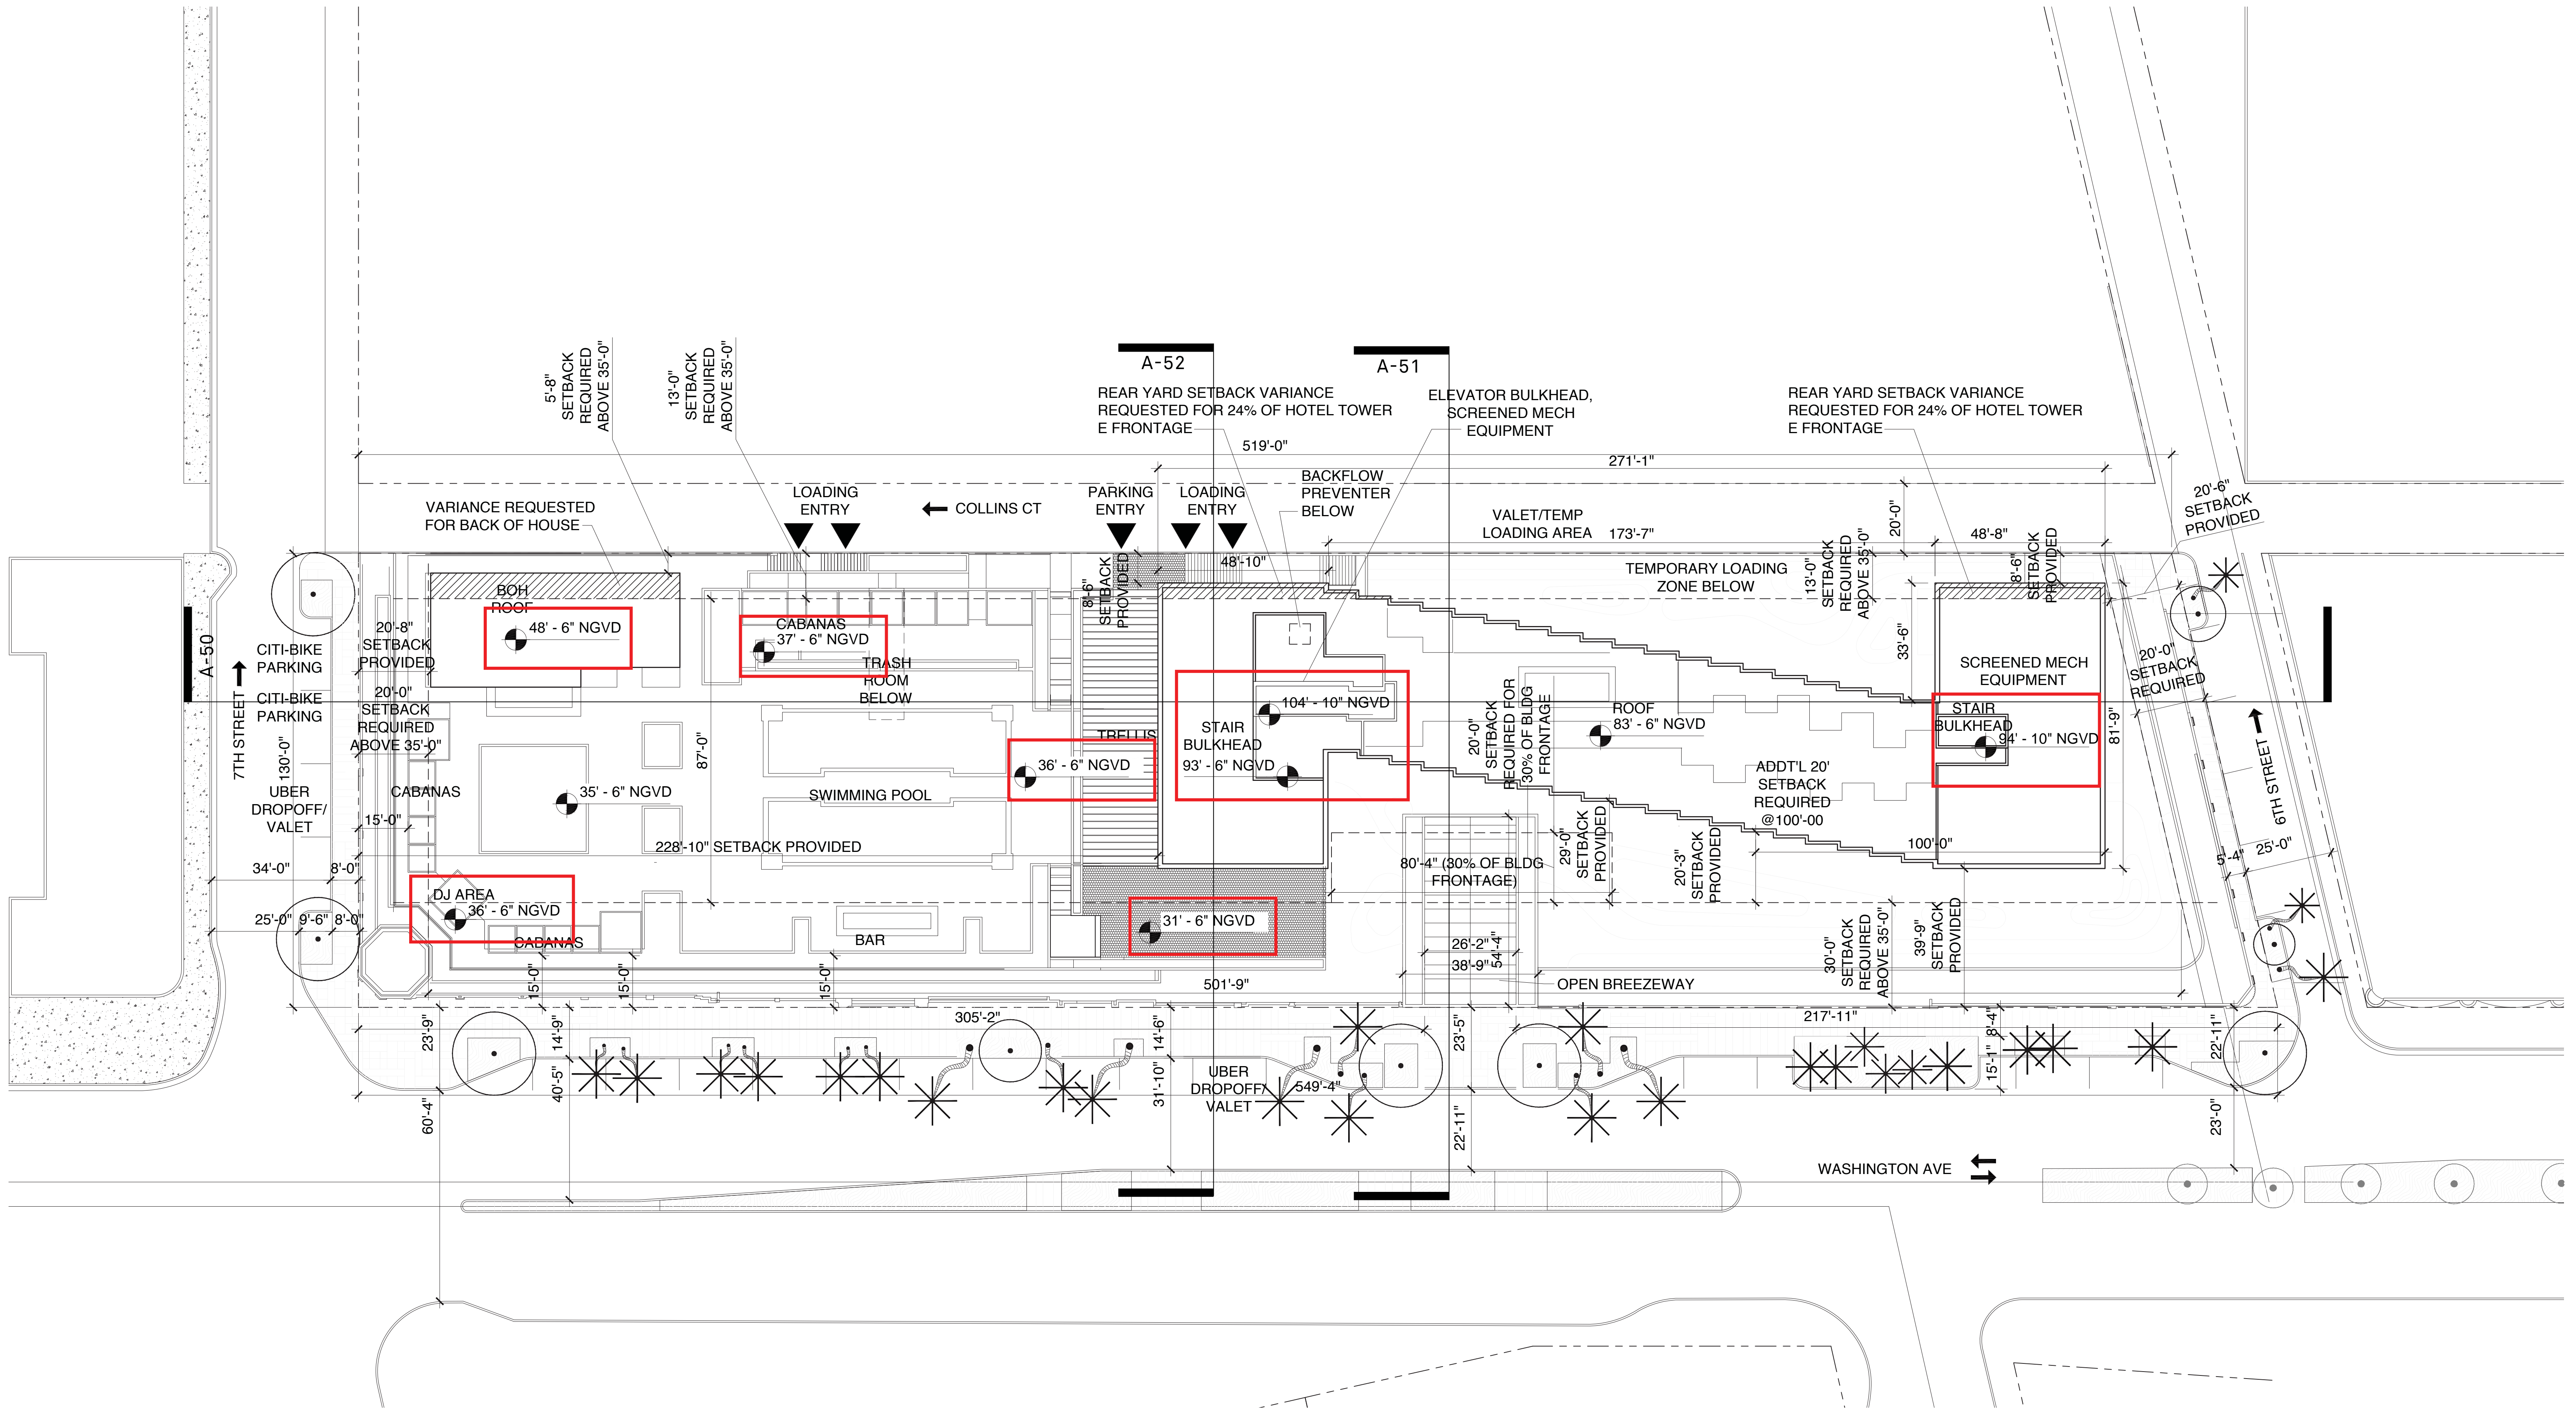 A-52
A-51
5'-8"
SETBACK
REQUIRED
ABOVE 35'-0"
13'-0"
SETBACK
REQUIRED
ABOVE 35'-0"
REAR YARD SETBACK VARIANCE
REQUESTED FOR 24% OF HOTEL TOWER
E FRONTAGE
ELEVATOR BULKHEAD,
SCREENED MECH
EQUIPMENT
REAR YARD SETBACK VARIANCE
REQUESTED FOR 24% OF HOTEL TOWER
E FRONTAGE
519'-0"
271'-1"
BACKFLOW
PREVENTER
BELOW
VARIANCE REQUESTED
FOR BACK OF HOUSE
LOADING
ENTRY
COLLINS CT
PARKING
ENTRY
LOADING
ENTRY
VALET/TEMP
LOADING AREA
173'-7"
20'-0"
48'-8"
20'-6"
SETBACK
PROVIDED
48'-10"
8'-6"
SETBACK
PROVIDED
TEMPORARY LOADING
ZONE BELOW
13'-0"
SETBACK
REQUIRED
ABOVE 35'-0"
8'-6"
SETBACK
PROVIDED
BOH
ROOF
48' - 6" NGVD
CABANAS
37' - 6" NGVD
TRASH
ROOM
BELOW
A-50
7TH STREET
CITI-BIKE
PARKING
CITI-BIKE
PARKING
20'-8"
SETBACK
PROVIDED
20'-0"
SETBACK
REQUIRED
ABOVE 35'-0"
130'-0"
UBER
DROPOFF/
VALET
CABANAS
15'-0"
35' - 6" NGVD
87'-0"
SWIMMING POOL
TRELLIS
36' - 6" NGVD
104' - 10" NGVD
STAIR
BULKHEAD
93' - 6" NGVD
20'-0"
SETBACK
REQUIRED FOR
30% OF BLDG
FRONTAGE
ROOF
83' - 6" NGVD
33'-6"
SCREENED MECH
EQUIPMENT
STAIR
BULKHEAD
94' - 10" NGVD
81'-9"
20'-0"
SETBACK
REQUIRED
6TH STREET
ADDT'L 20'
SETBACK
REQUIRED
@100'-00
228'-10" SETBACK PROVIDED
80'-4" (30% OF BLDG
FRONTAGE)
29'-0"
SETBACK
PROVIDED
20'-3"
SETBACK
PROVIDED
100'-0"
5'-4"
25'-0"
34'-0"
8'-0"
25'-0"
9'-6"
8'-0"
DJ AREA
36' - 6" NGVD
CABANAS
BAR
31' - 6" NGVD
26'-2"
38'-9"
54'-4"
30'-0"
SETBACK
REQUIRED
ABOVE 35'-0"
39'-9"
SETBACK
PROVIDED
15'-0"
15'-0"
15'-0"
501'-9"
OPEN BREEZEWAY
305'-2"
217'-11"
23'-9"
14'-9"
14'-6"
23'-5"
8'-4"
22'-11"
60'-4"
40'-5"
31'-10"
UBER
DROPOFF/
VALET
549'-4"
22'-11"
15'-1"
23'-0"
WASHINGTON AVE